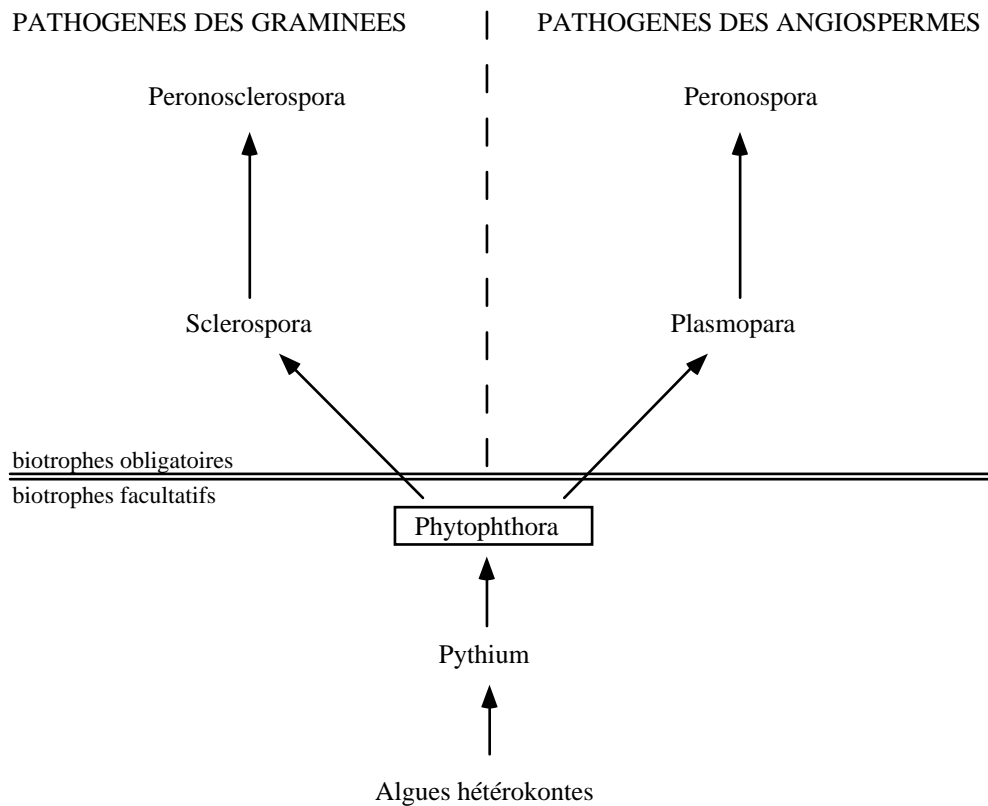 PATHOGENES DES GRAMINEES
PATHOGENES DES ANGIOSPERMES
Peronosclerospora
Peronospora
Sclerospora
Plasmopara
biotrophes obligatoires
biotrophes facultatifs
Phytophthora
Pythium
Algues hétérokontes